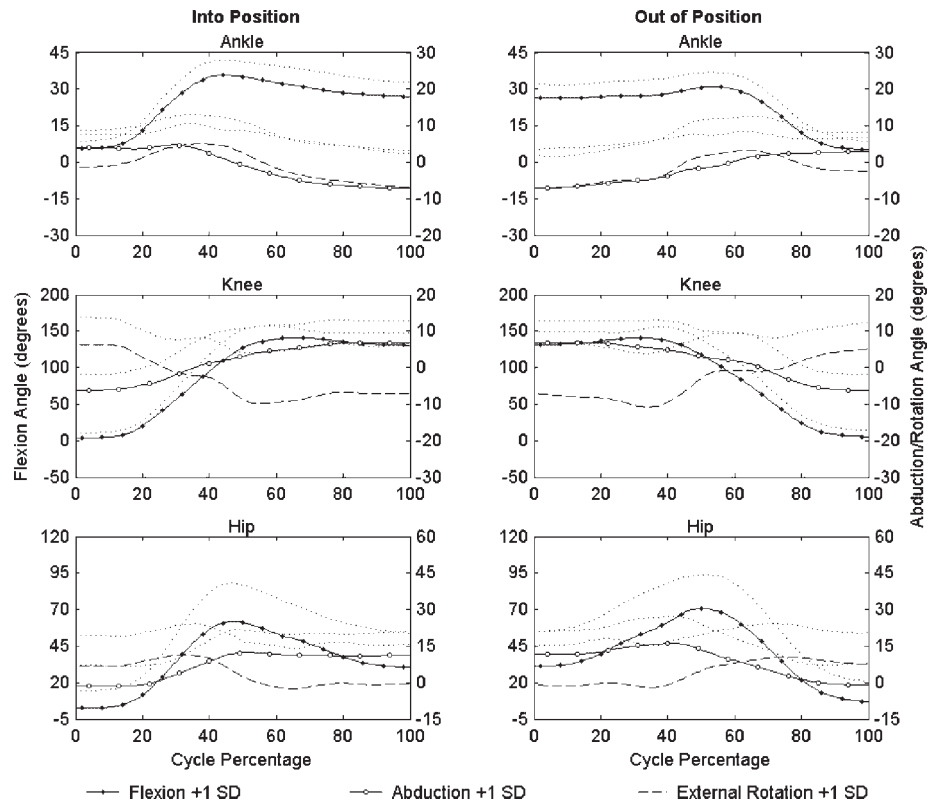 Into Position
Out of Position
Ankle
Ankle
45 30 15 0 -15 -30
30 20 10 0 -10 -20
45 30 15 0 -15 -30
30 20 10 0 -10 -20
0 20 40 60 80 100
0 20 40 60 80 100
Knee
Knee
Flexion Angle (degrees)
200 150 100 50 0 -50
20 10 0 -10 -20 -30
200 150 100 50 0 -50
20 10 0 -10 -20 -30
Abduction/Rotation Angle (degrees)
0 20 40 60 80 100
0 20 40 60 80 100
Hip
Hip
120 95 70 45 20 -5
60 45 30 15 0 -15
120 95 70 45 20 -5
60 45 30 15 0 -15
0 20 40 60 80 100
0 20 40 60 80 100
Cycle Percentage
Cycle Percentage
Flexion +1 SD
Abduction +1 SD
External Rotation +1 SD